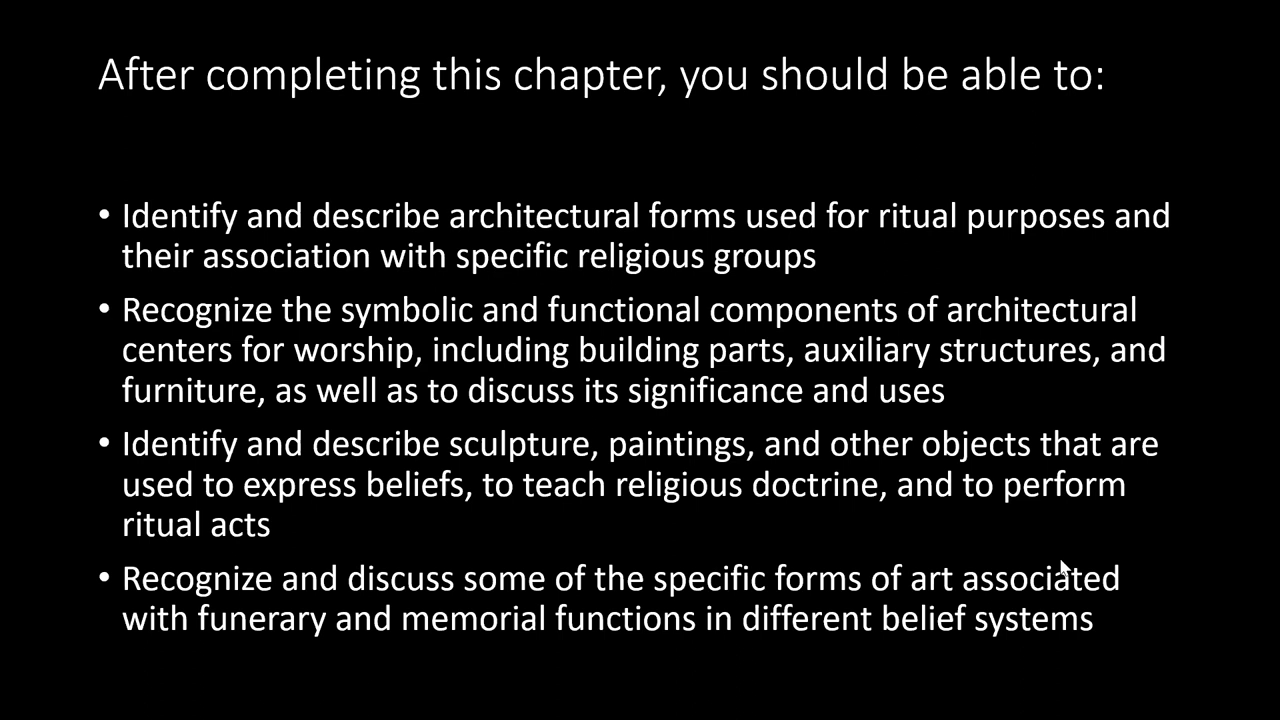 After completing this chapter, you should be able to:
• Identify and describe architectural forms used for ritual purposes and
their association with specific religious groups
• Recognize the symbolic and functional components of architectural
centers for worship, including building parts, auxiliary structures, and
furniture, as well as to discuss its significance and uses
• Identify and describe sculpture, paintings, and other objects that are
used to express beliefs, to teach religious doctrine, and to perform
ritual acts
• Recognize and discuss some of the specific forms of art associated
with funerary and memorial functions in different belief systems